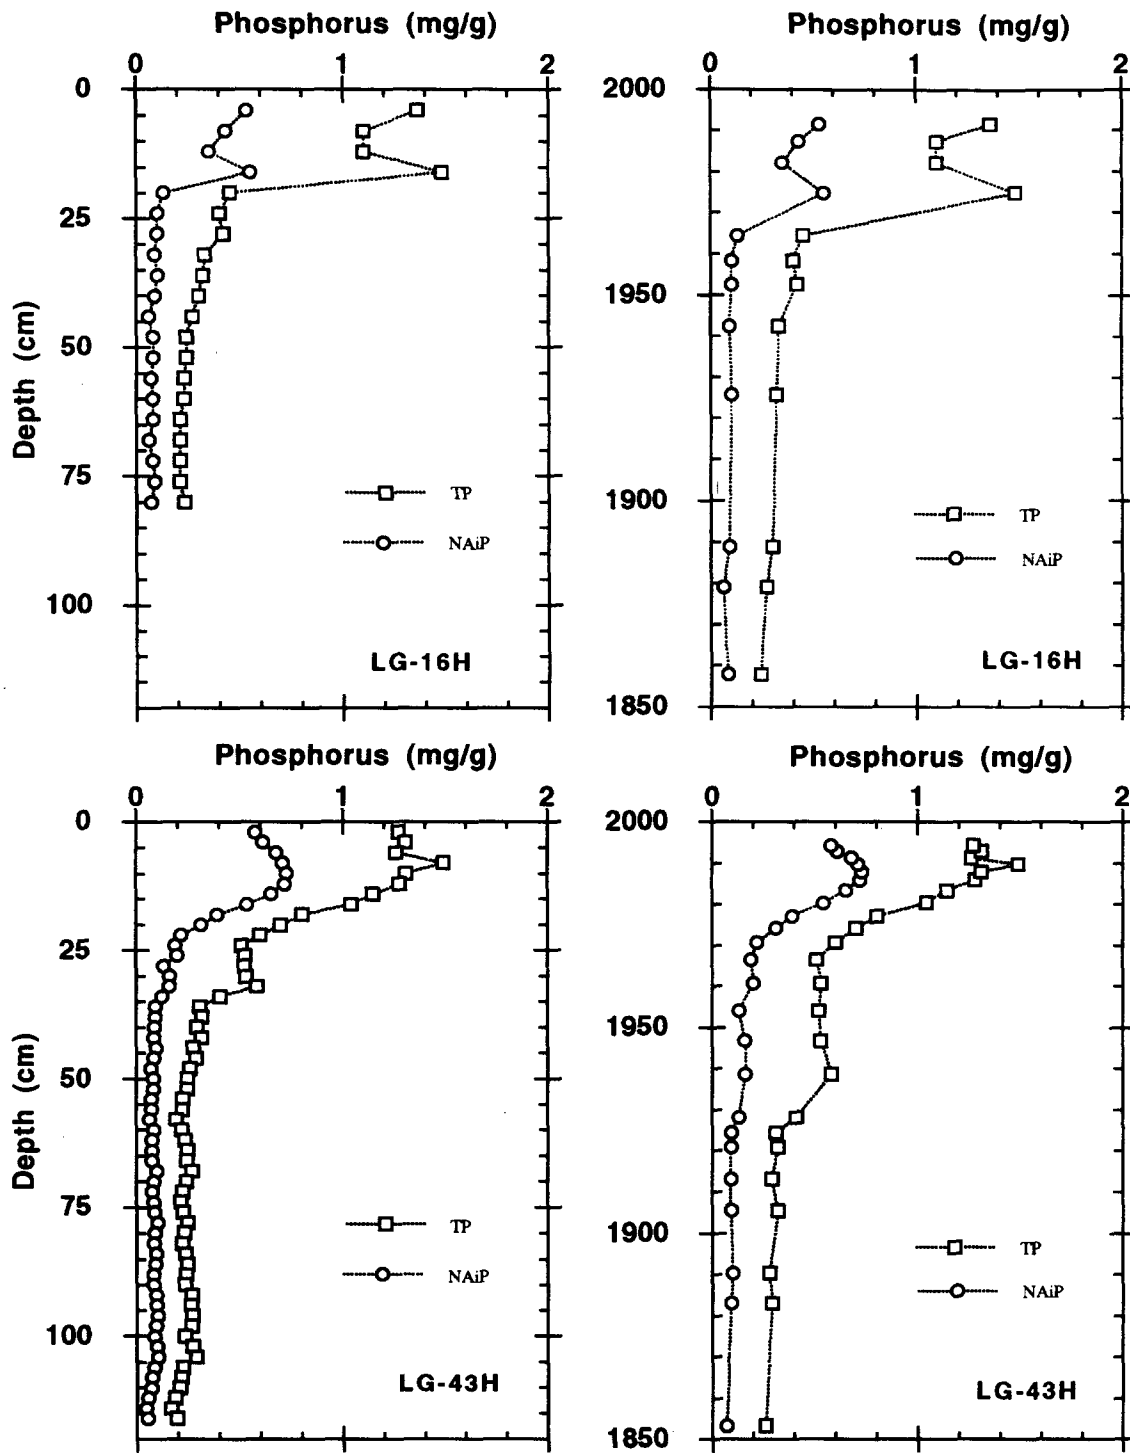 Phosphorus (mg/g)
0 1 2
0
25
50
75
100
Depth (cm)
TP
NAiP
LG-16H
Phosphorus (mg/g)
0 1 2
2000
1950
1900
1850
TP
NAiP
LG-16H
Phosphorus (mg/g)
0 1 2
0
25
50
75
100
Depth (cm)
TP
NAiP
LG-43H
Phosphorus (mg/g)
0 1 2
2000
1950
1900
1850
TP
NAiP
LG-43H